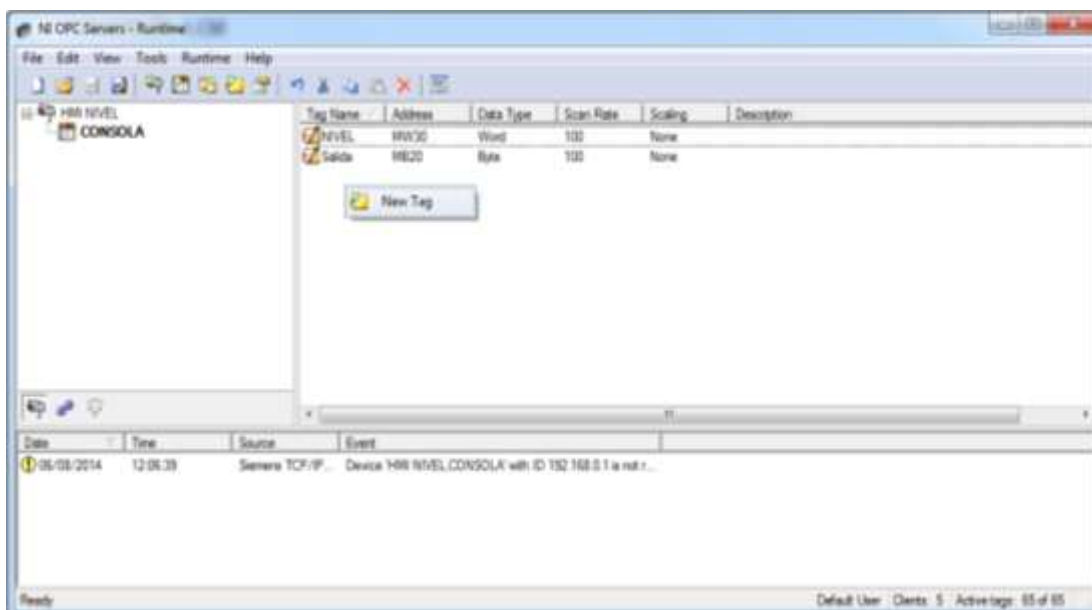 NI OPC Servers - Runtime
File Edit View Tools Runtime Help
HMI NIVEL
CONSOLA
Tag Name Address Data Type Scan Rate Scaling Description
NIVEL MW30 Word 100 None
Salida MB20 Byte 100 None
New Tag
Date Time Source Event
06/08/2014 12:06:39 Siemens TCP/IP... Device 'HMI NIVEL.CONSOLA' with ID 192.168.0.1 is not r...
Ready
Default User Clients: 5 Active tags: 65 of 65